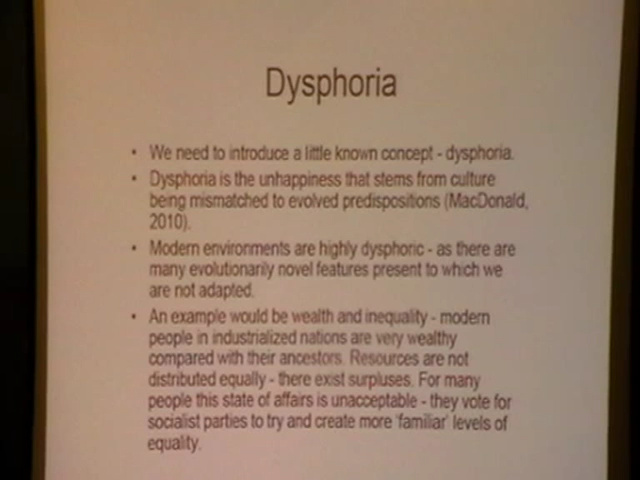 Dysphoria
• We need to introduce a little known concept - dysphoria.
• Dysphoria is the unhappiness that stems from culture
being mismatched to evolved predispositions (MacDonald,
2010).
• Modern environments are highly dysphoric - as there are
many evolutionarily novel features present to which we
are not adapted.
• An example would be wealth and inequality - modern
people in industrialized nations are very wealthy
compared with their ancestors. Resources are not
distributed equally - there exist surpluses. For many
people this state of affairs is unacceptable - they vote for
socialist parties to try and create more 'familiar' levels of
equality.